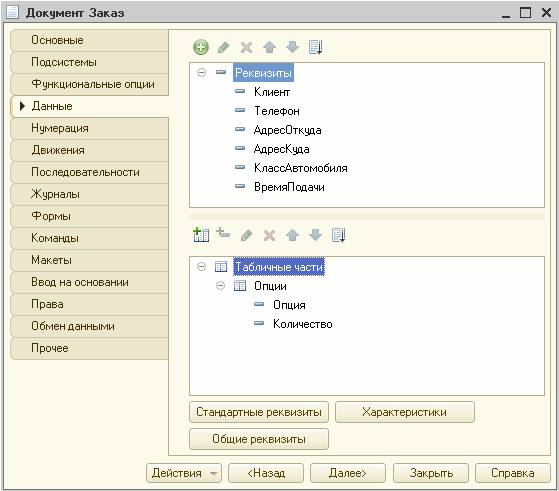 Документ Заказ
Основные
Подсистемы
Функциональные опции
Данные
Нумерация
Движения
Последовательности
Журналы
Формы
Команды
Макеты
Ввод на основании
Права
Обмен данными
Прочее
Реквизиты
Клиент
Телефон
АдресОткуда
АдресКуда
КлассАвтомобиля
ВремяПодачи
Табличные части
Опции
Опция
Количество
Стандартные реквизиты
Характеристики
Общие реквизиты
Действия
<Назад
Далее>
Закрыть
Справка